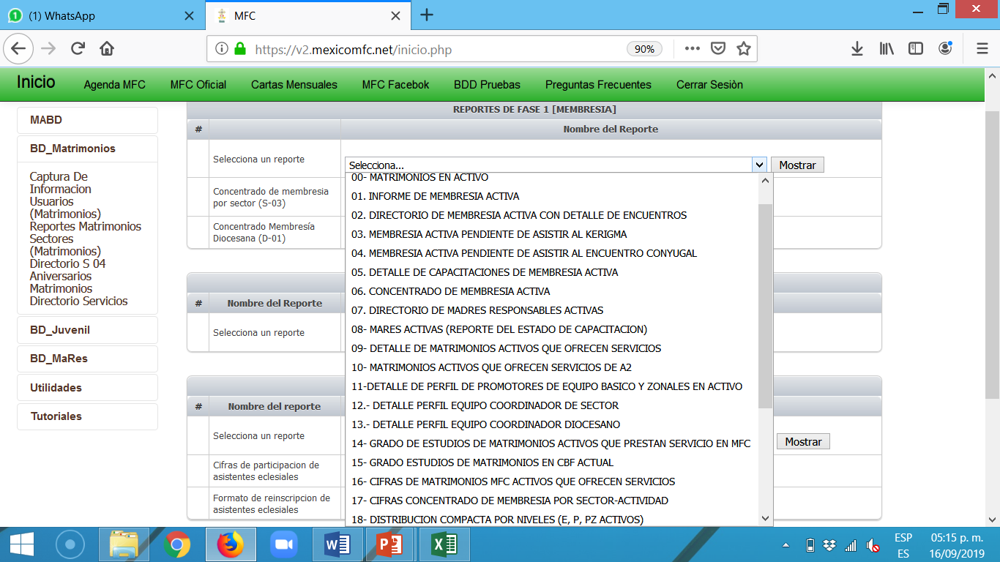 (1) WhatsApp
MFC
https://v2.mexicomfc.net/inicio.php
90%
Inicio
Agenda MFC
MFC Oficial
Cartas Mensuales
MFC Facebok
BDD Pruebas
Preguntas Frecuentes
Cerrar Sesiòn
MABD
BD_Matrimonios
Captura De
Informacion
Usuarios
(Matrimonios)
Reportes Matrimonios
Sectores
(Matrimonios)
Directorio S 04
Aniversarios
Matrimonios
Directorio Servicios
BD_Juvenil
BD_MaRes
Utilidades
Tutoriales
REPORTES DE FASE 1 [MEMBRESIA]
# Nombre del Reporte
Selecciona un reporte
Selecciona...
Mostrar
Concentrado de membresia
por sector (S-03)
Concentrado Membresía
Diocesana (D-01)
# Nombre del Reporte
Selecciona un reporte
# Nombre del reporte
Selecciona un reporte
Mostrar
Cifras de participacion de
asistentes eclesiales
Formato de reinscripcion de
asistentes eclesiales
00- MATRIMONIOS EN ACTIVO
01. INFORME DE MEMBRESIA ACTIVA
02. DIRECTORIO DE MEMBRESIA ACTIVA CON DETALLE DE ENCUENTROS
03. MEMBRESIA ACTIVA PENDIENTE DE ASISTIR AL KERIGMA
04. MEMBRESIA ACTIVA PENDIENTE DE ASISTIR AL ENCUENTRO CONYUGAL
05. DETALLE DE CAPACITACIONES DE MEMBRESIA ACTIVA
06. CONCENTRADO DE MEMBRESIA ACTIVA
07. DIRECTORIO DE MADRES RESPONSABLES ACTIVAS
08- MARES ACTIVAS (REPORTE DEL ESTADO DE CAPACITACION)
09- DETALLE DE MATRIMONIOS ACTIVOS QUE OFRECEN SERVICIOS
10- MATRIMONIOS ACTIVOS QUE OFRECEN SERVICIOS DE A2
11-DETALLE DE PERFIL DE PROMOTORES DE EQUIPO BASICO Y ZONALES EN ACTIVO
12.- DETALLE PERFIL EQUIPO COORDINADOR DE SECTOR
13.- DETALLE PERFIL EQUIPO COORDINADOR DIOCESANO
14- GRADO DE ESTUDIOS DE MATRIMONIOS ACTIVOS QUE PRESTAN SERVICIO EN MFC
15- GRADO ESTUDIOS DE MATRIMONIOS EN CBF ACTUAL
16- CIFRAS DE MATRIMONIOS MFC ACTIVOS QUE OFRECEN SERVICIOS
17- CIFRAS CONCENTRADO DE MEMBRESIA POR SECTOR-ACTIVIDAD
18- DISTRIBUCION COMPACTA POR NIVELES (E, P, PZ ACTIVOS)
ESP
ES
05:15 p. m.
16/09/2019